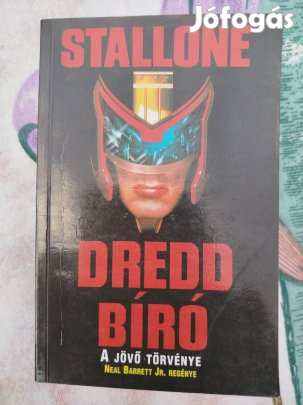 Jófogás
STALLONE
DREDD
BÍRÓ
A JÖVŐ TÖRVÉNYE
NEAL BARRETT JR. REGÉNYE